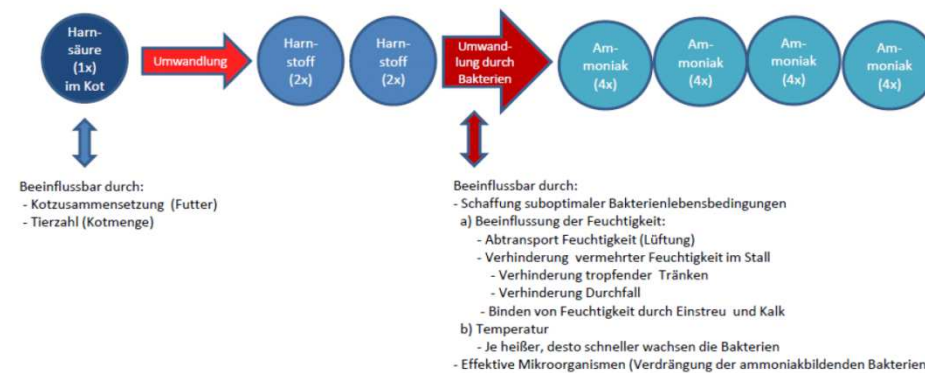 Harn-
säure
(1x)
im Kot
Umwandlung
Harn-
stoff
(2x)
Harn-
stoff
(2x)
Umwand-
lung durch
Bakterien
Am-
moniak
(4x)
Am-
moniak
(4x)
Am-
moniak
(4x)
Am-
moniak
(4x)
Beeinflussbar durch:
- Kotzusammensetzung (Futter)
- Tierzahl (Kotmenge)
Beeinflussbar durch:
- Schaffung suboptimaler Bakterienlebensbedingungen
a) Beeinflussung der Feuchtigkeit:
- Abtransport Feuchtigkeit (Lüftung)
- Verhinderung vermehrter Feuchtigkeit im Stall
- Verhinderung tropfender Tränken
- Verhinderung Durchfall
- Binden von Feuchtigkeit durch Einstreu und Kalk
b) Temperatur
- Je heißer, desto schneller wachsen die Bakterien
- Effektive Mikroorganismen (Verdrängung der ammoniakbildenden Bakterien